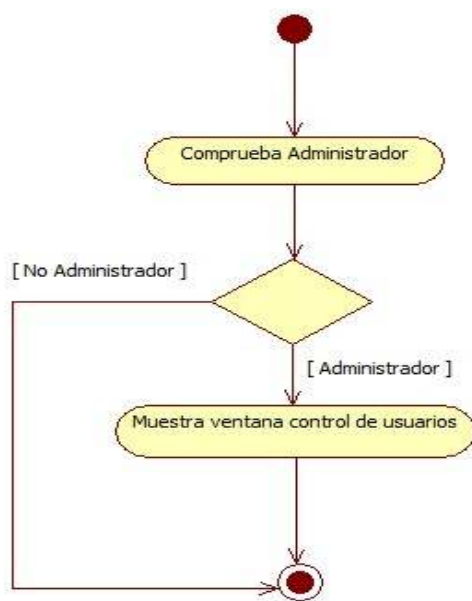 Comprueba Administrador
[ No Administrador ]
[ Administrador ]
Muestra ventana control de usuarios